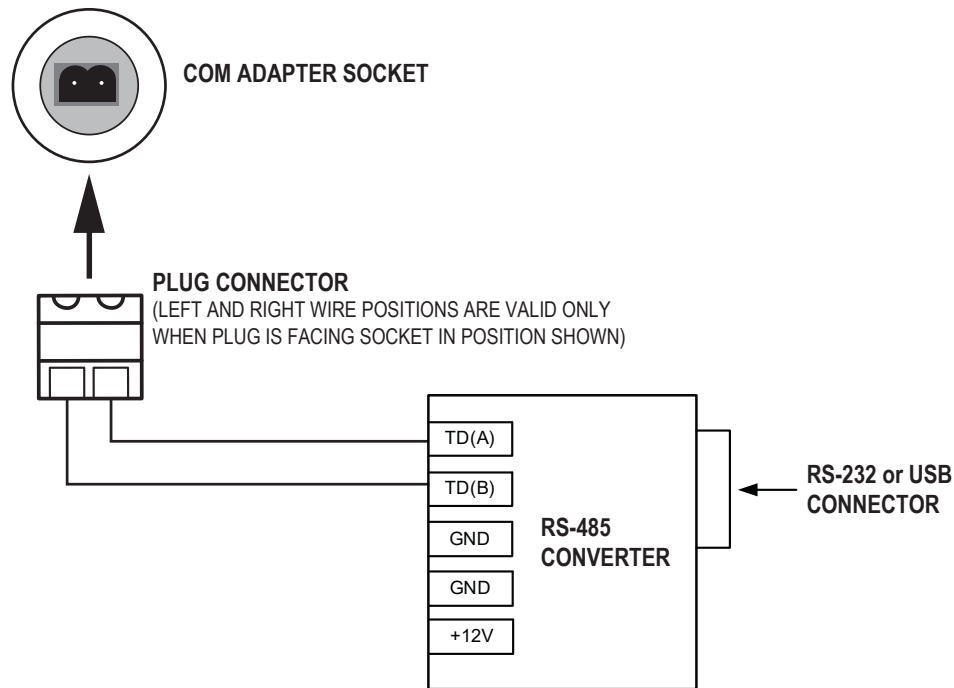 COM ADAPTER SOCKET
PLUG CONNECTOR
(LEFT AND RIGHT WIRE POSITIONS ARE VALID ONLY
WHEN PLUG IS FACING SOCKET IN POSITION SHOWN)
TD(A)
TD(B)
GND
GND
+12V
RS-485
CONVERTER
RS-232 or USB
CONNECTOR